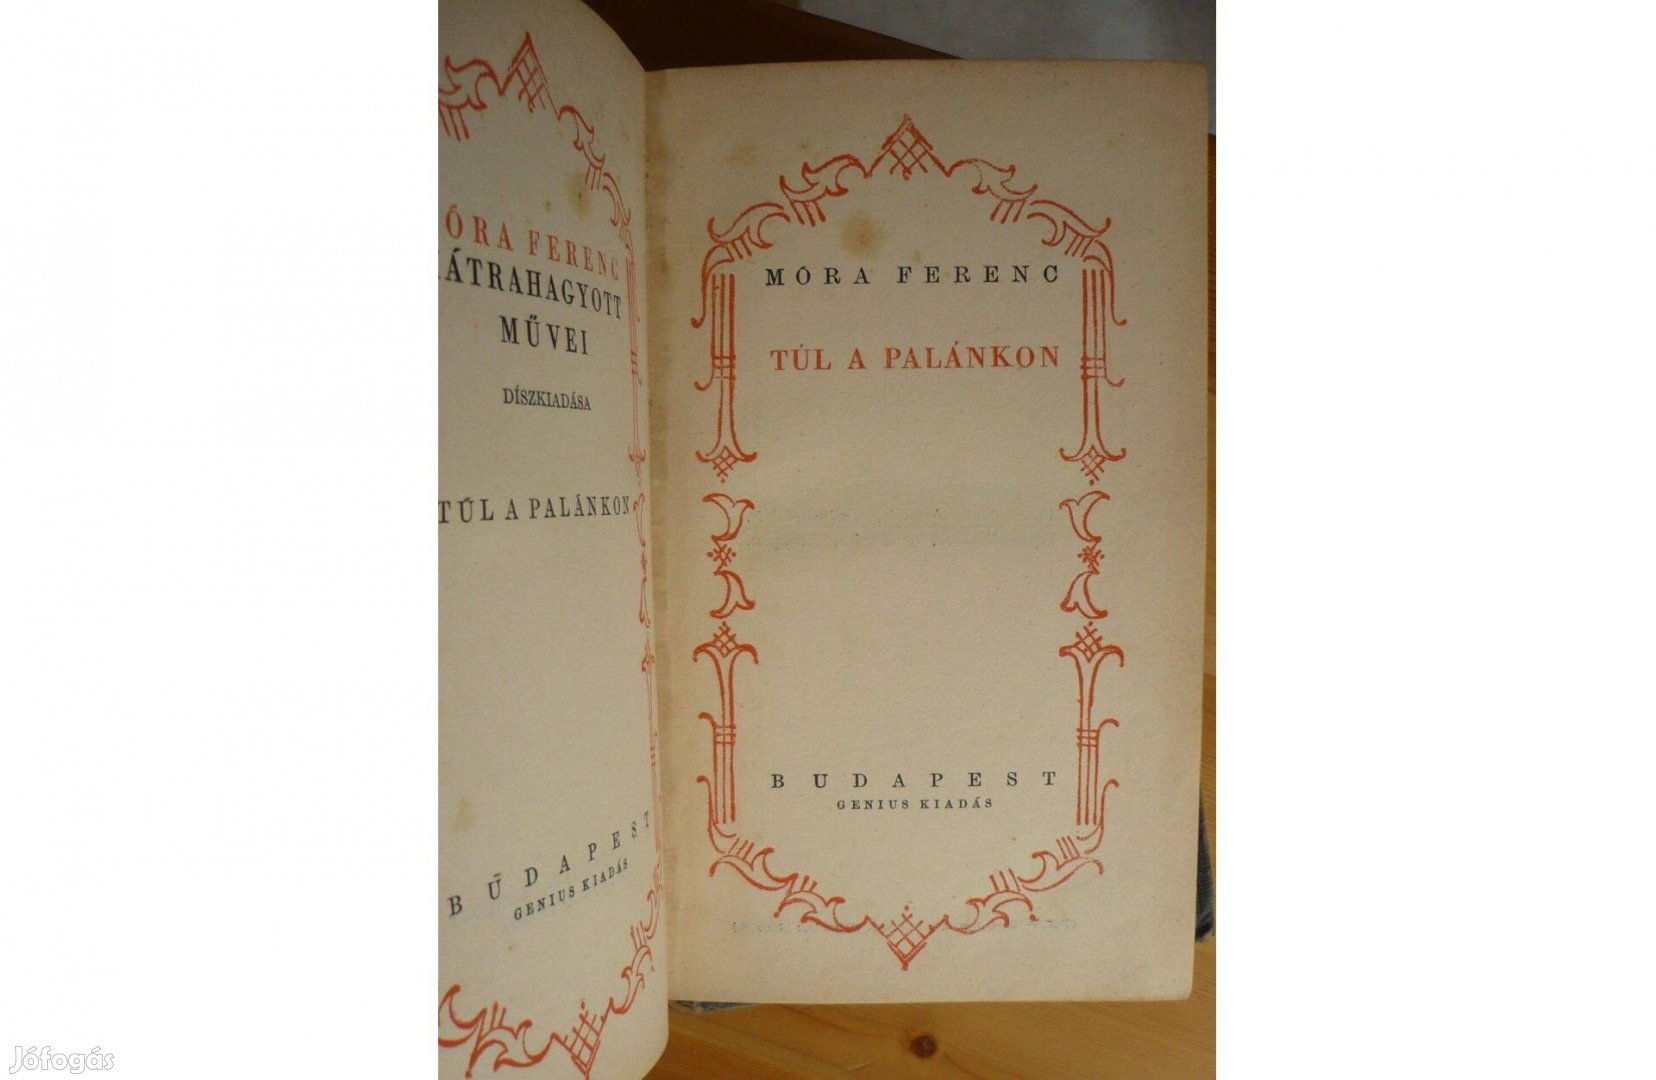 ÓRA FERENC
ÁTRAHAGYOTT
MŰVEI
DÍSZKIADÁSA
TÚL A PALÁNKON
BUDAPEST
GENIUS KIADÁS
MÓRA FERENC
TÚL A PALÁNKON
BUDAPEST
GENIUS KIADÁS
Jófogás